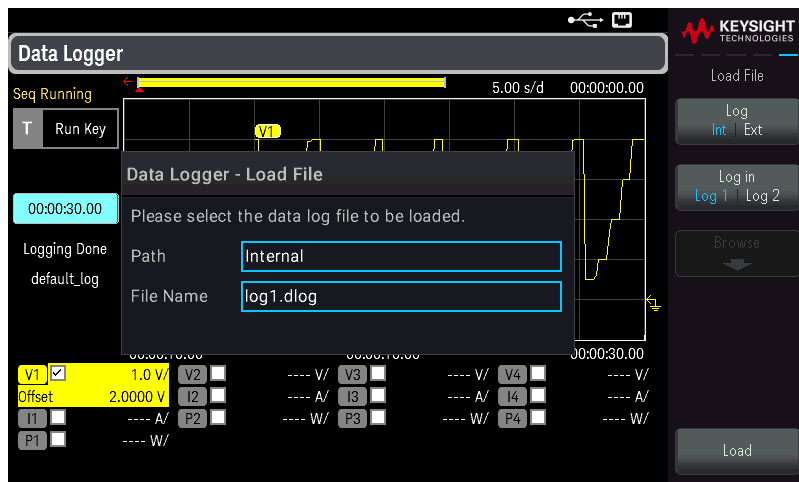 KEYSIGHT
TECHNOLOGIES
Data Logger
Load File
Seq Running
5.00 s/d 00:00:00.00
T Run Key
V1
Log
Int Ext
Data Logger - Load File
Log in
Log 1 Log 2
00:00:30.00
Please select the data log file to be loaded.
Logging Done
Path Internal
Browse
default_log
File Name log1.dlog
00:00:30.00
V1 1.0 V/ V2 ---- V/ V3 ---- V/ V4 ---- V/
Offset 2.0000 V I2 ---- A/ I3 ---- A/ I4 ---- A/
I1 ---- A/ P2 ---- W/ P3 ---- W/ P4 ---- W/
P1 ---- W/
Load